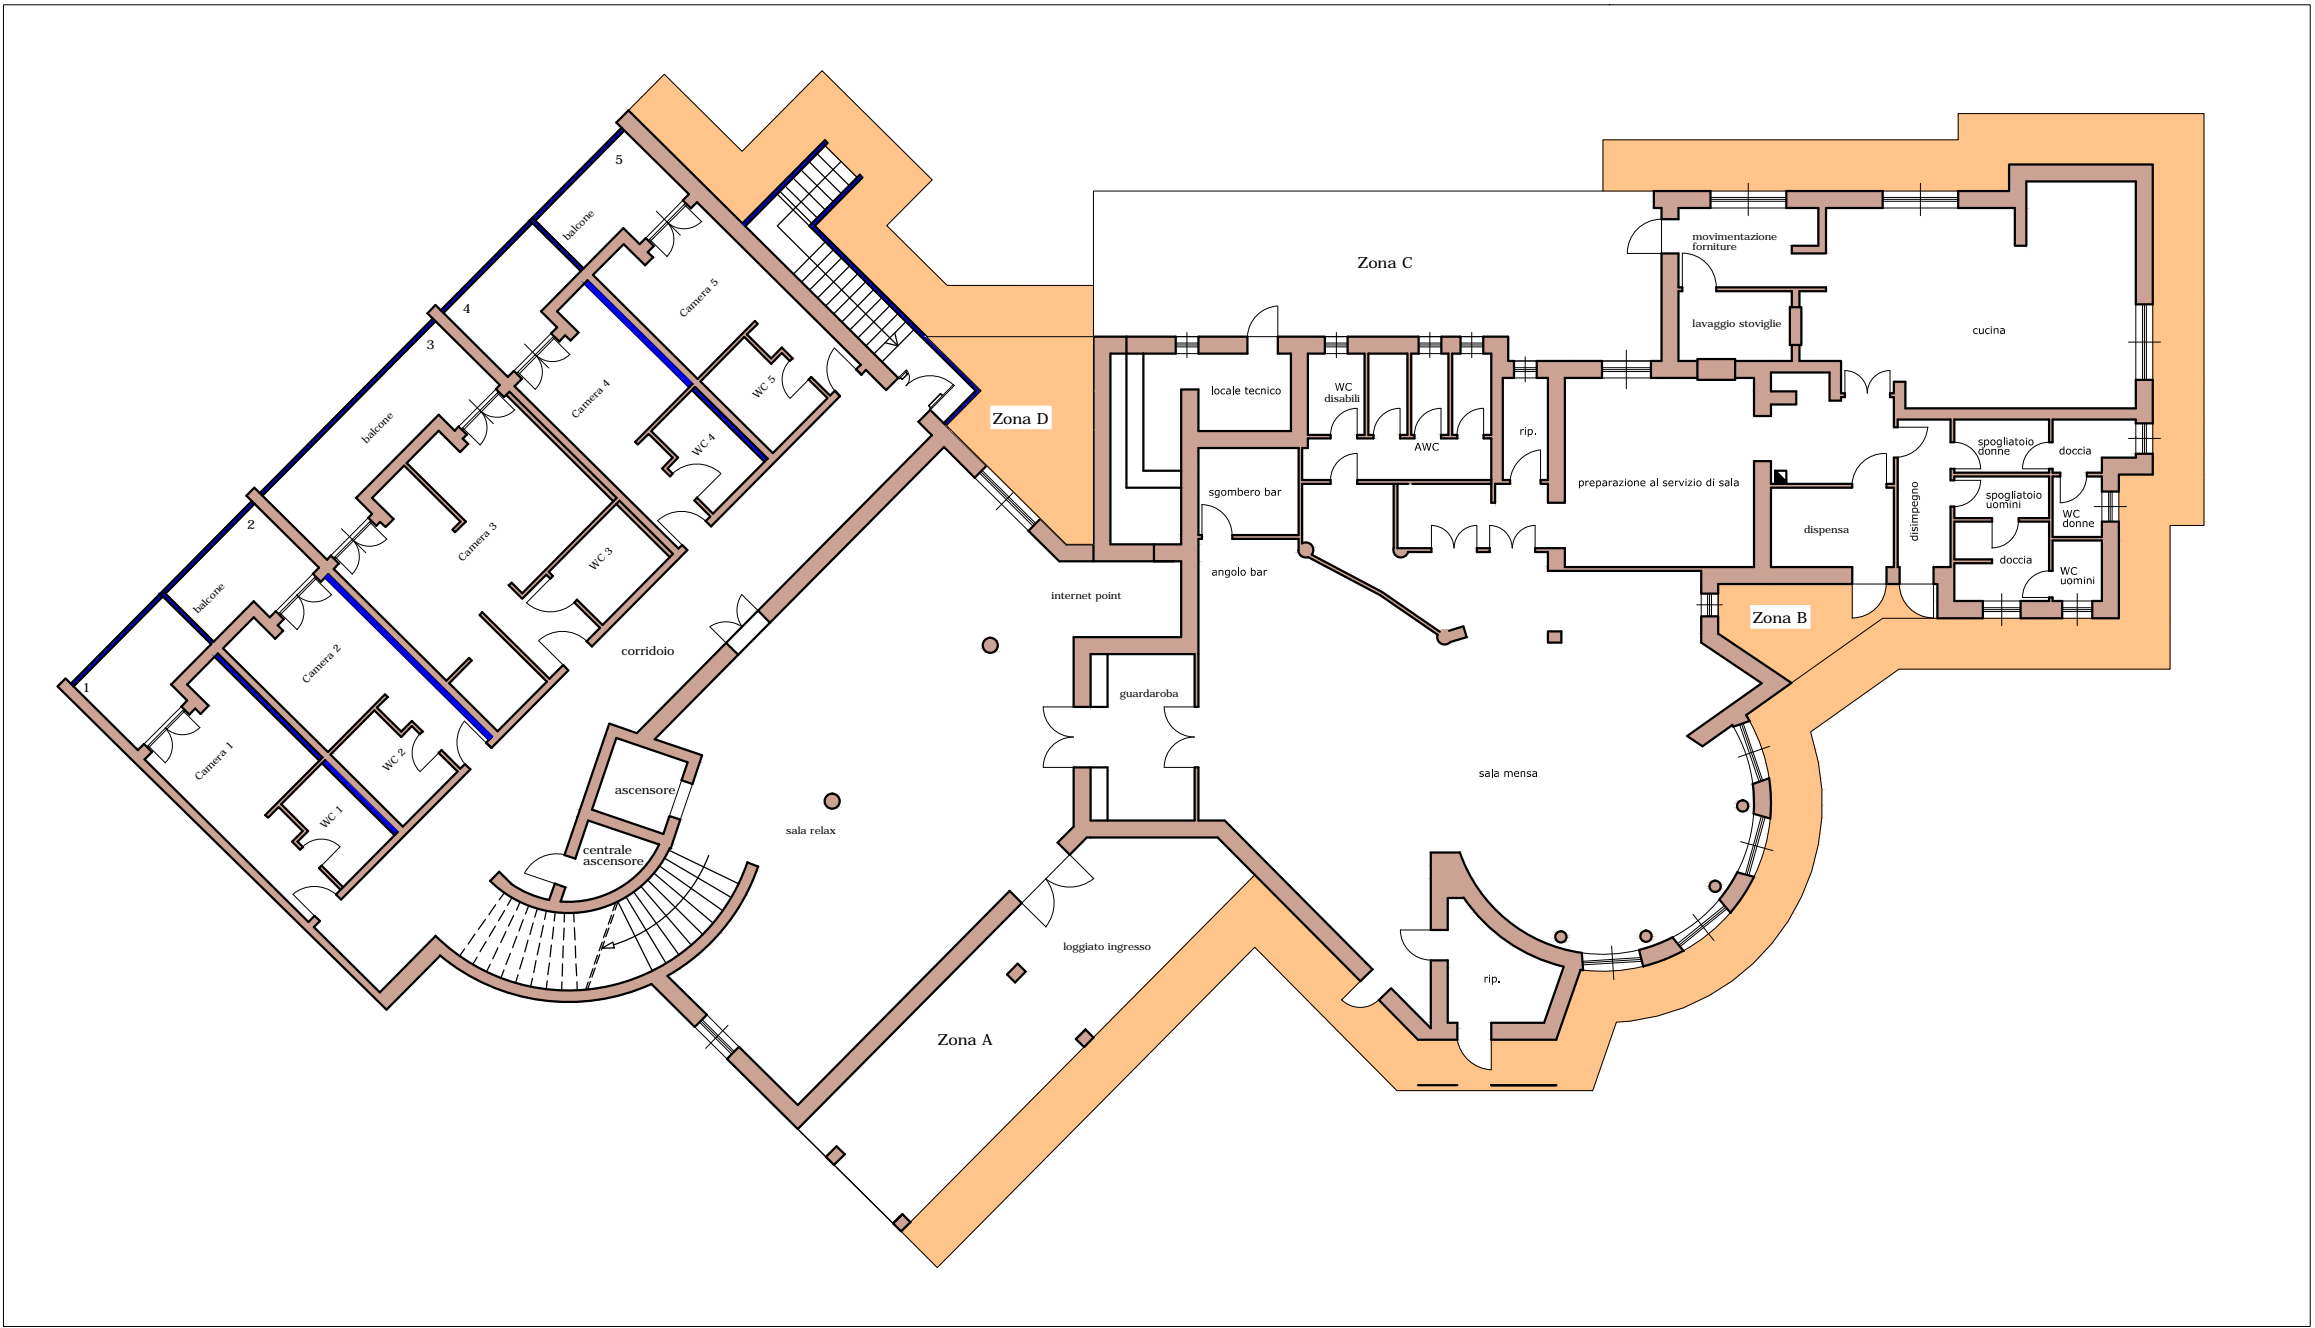 5
balcone
4
3
balcone
2
balcone
1
Camera 5
WC 5
Camera 4
WC 4
Camera 3
WC 3
Camera 2
WC 2
Camera 1
WC 1
corridoio
ascensore
centrale
ascensore
sala relax
internet point
guardaroba
loggiato ingresso
Zona A
Zona D
Zona C
locale tecnico
WC
disabili
AWC
rip.
sgombero bar
angolo bar
preparazione al servizio di sala
movimentazione
forniture
lavaggio stoviglie
cucina
dispensa
disimpegno
spogliatoio
donne
doccia
spogliatoio
uomini
WC
donne
doccia
WC
uomini
Zona B
sala mensa
rip.